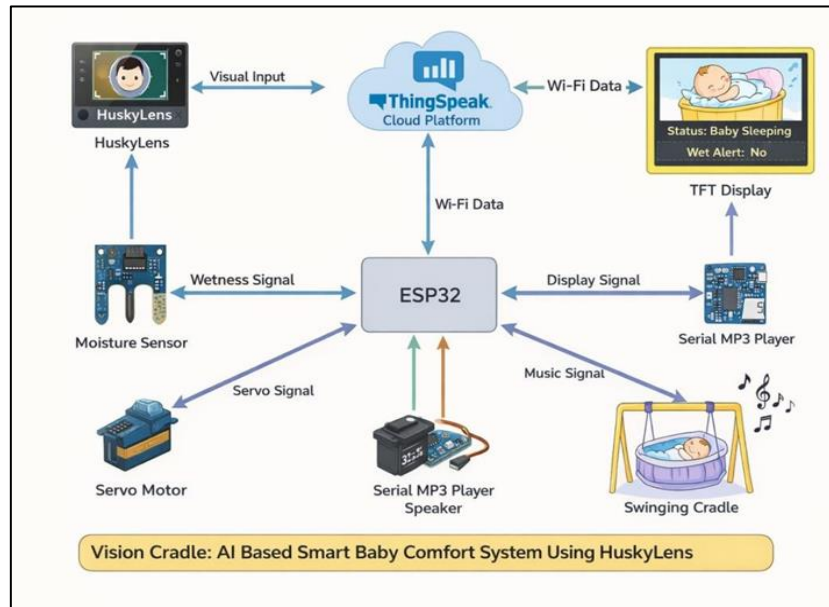 Visual Input
ThingSpeak
Cloud Platform
Wi-Fi Data
HuskyLens
HuskyLens
Status: Baby Sleeping
Wet Alert: No
TFT Display
Wi-Fi Data
Wetness Signal
ESP32
Display Signal
Moisture Sensor
Serial MP3 Player
Servo Signal
Music Signal
Servo Motor
Serial MP3 Player
Speaker
Swinging Cradle
Vision Cradle: AI Based Smart Baby Comfort System Using HuskyLens